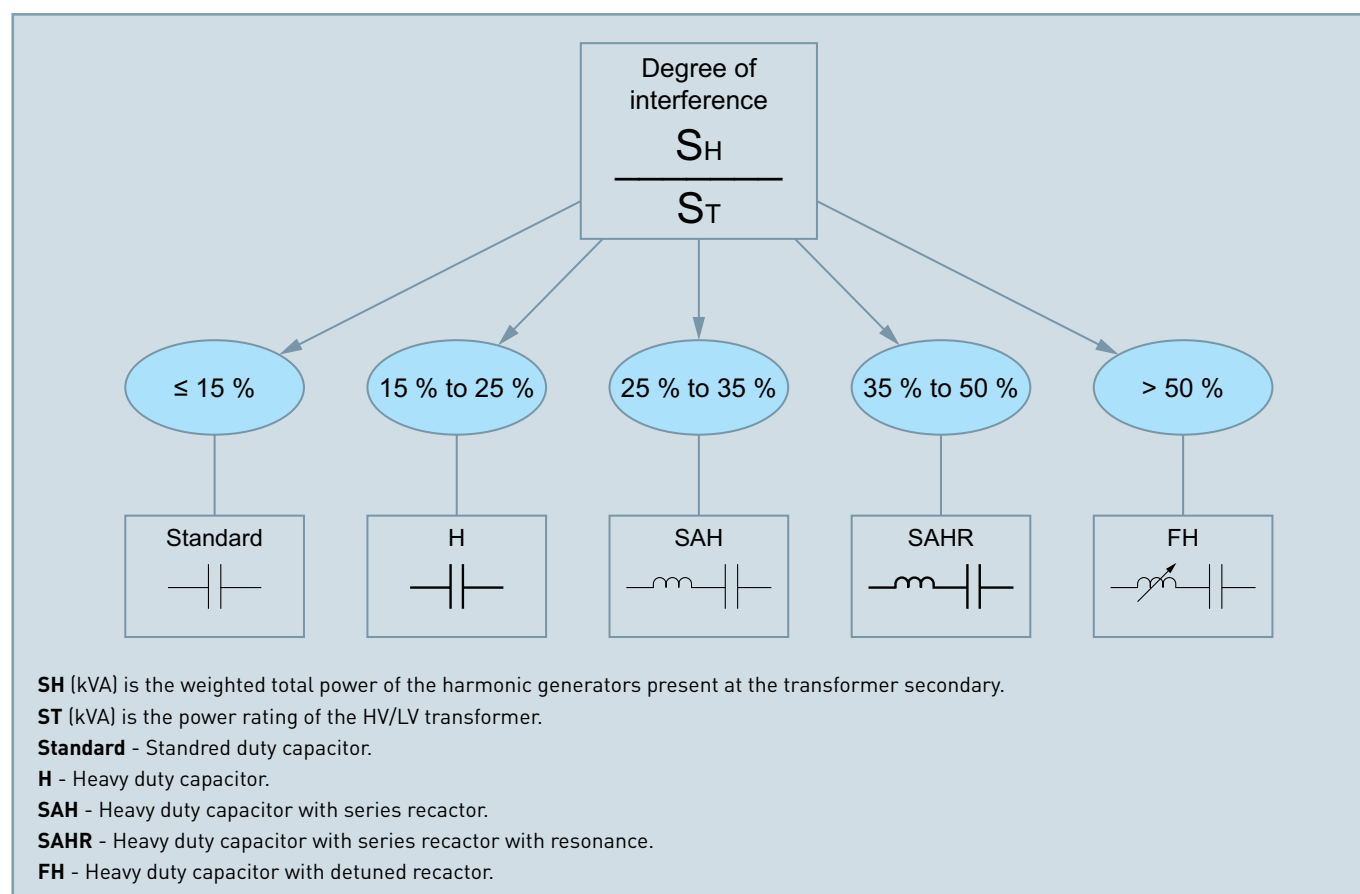 Degree of
interference
SH
ST
≤ 15 %
15 % to 25 %
25 % to 35 %
35 % to 50 %
> 50 %
Standard
H
SAH
SAHR
FH
SH (kVA) is the weighted total power of the harmonic generators present at the transformer secondary.
ST (kVA) is the power rating of the HV/LV transformer.
Standard - Standred duty capacitor.
H - Heavy duty capacitor.
SAH - Heavy duty capacitor with series recactor.
SAHR - Heavy duty capacitor with series recactor with resonance.
FH - Heavy duty capacitor with detuned recactor.